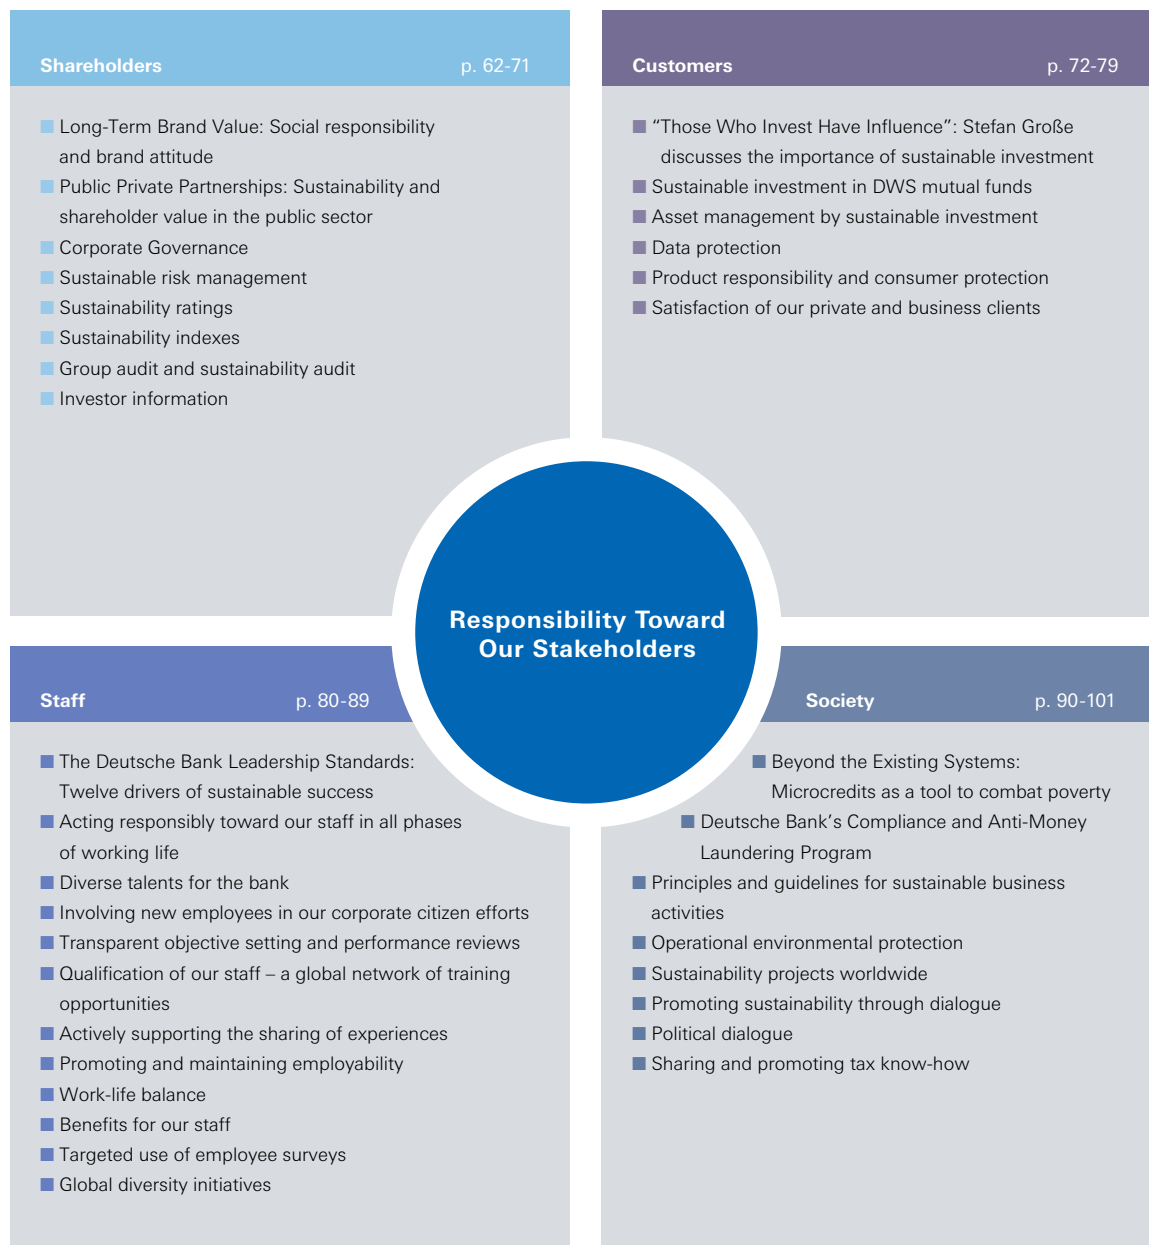 Shareholders p. 62-71
■ Long-Term Brand Value: Social responsibility
and brand attitude
■ Public Private Partnerships: Sustainability and
shareholder value in the public sector
■ Corporate Governance
■ Sustainable risk management
■ Sustainability ratings
■ Sustainability indexes
■ Group audit and sustainability audit
■ Investor information
Customers p. 72-79
■ “Those Who Invest Have Influence”: Stefan Große
discusses the importance of sustainable investment
■ Sustainable investment in DWS mutual funds
■ Asset management by sustainable investment
■ Data protection
■ Product responsibility and consumer protection
■ Satisfaction of our private and business clients
Responsibility Toward
Our Stakeholders
Staff p. 80-89
■ The Deutsche Bank Leadership Standards:
Twelve drivers of sustainable success
■ Acting responsibly toward our staff in all phases
of working life
■ Diverse talents for the bank
■ Involving new employees in our corporate citizen efforts
■ Transparent objective setting and performance reviews
■ Qualification of our staff – a global network of training
opportunities
■ Actively supporting the sharing of experiences
■ Promoting and maintaining employability
■ Work-life balance
■ Benefits for our staff
■ Targeted use of employee surveys
■ Global diversity initiatives
Society p. 90-101
■ Beyond the Existing Systems:
Microcredits as a tool to combat poverty
■ Deutsche Bank’s Compliance and Anti-Money
Laundering Program
■ Principles and guidelines for sustainable business
activities
■ Operational environmental protection
■ Sustainability projects worldwide
■ Promoting sustainability through dialogue
■ Political dialogue
■ Sharing and promoting tax know-how